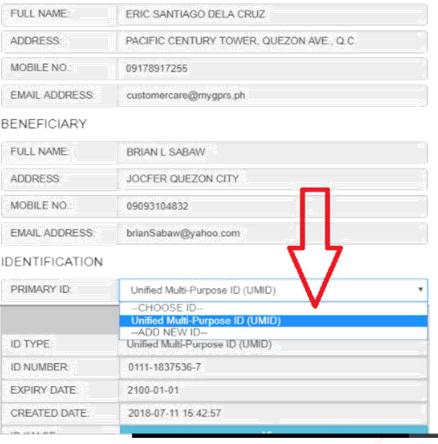 FULL NAME: ERIC SANTIAGO DELA CRUZ
ADDRESS: PACIFIC CENTURY TOWER, QUEZON AVE., Q.C.
MOBILE NO.: 09178917255
EMAIL ADDRESS: customercare@mygprs.ph
BENEFICIARY
FULL NAME: BRIAN L SABAW
ADDRESS: JOCFER QUEZON CITY
MOBILE NO.: 09093104832
EMAIL ADDRESS: brianSabaw@yahoo.com
IDENTIFICATION
PRIMARY ID: Unified Multi-Purpose ID (UMID)
--CHOOSE ID--
Unified Multi-Purpose ID (UMID)
--ADD NEW ID--
ID TYPE: Unified Multi-Purpose ID (UMID)
ID NUMBER: 0111-1837536-7
EXPIRY DATE: 2100-01-01
CREATED DATE: 2018-07-11 15:42:57